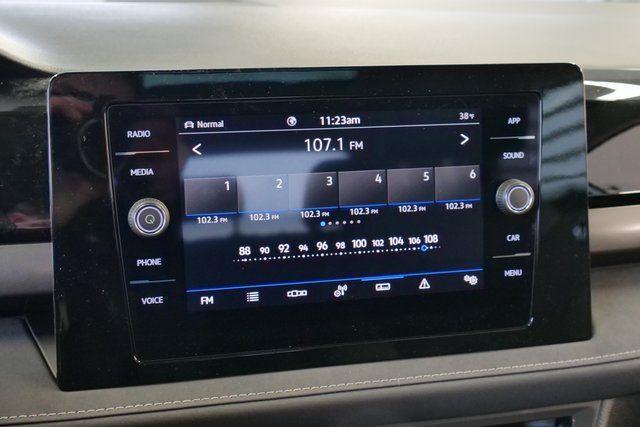 RADIO
MEDIA
PHONE
VOICE
Normal
11:23am
38°F
107.1 FM
1 2 3 4 5 6
102.3 FM 102.3 FM 102.3 FM 102.3 FM 102.3 FM 102.3 FM
88 90 92 94 96 98 100 102 104 106 108
FM
APP
SOUND
CAR
MENU